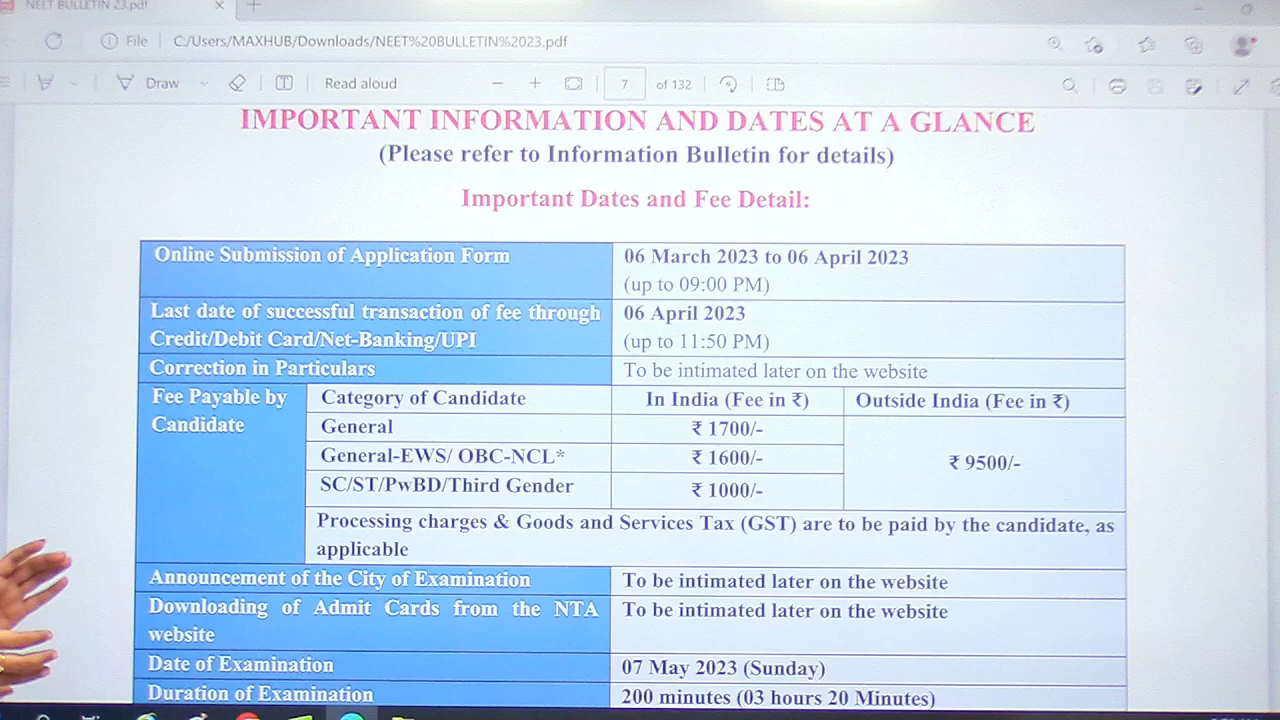 NEET BULLETIN 23.pdf
File
C:/Users/MAXHUB/Downloads/NEET%20BULLETIN%2023.pdf
Draw
Read aloud
7
of 132
IMPORTANT INFORMATION AND DATES AT A GLANCE
(Please refer to Information Bulletin for details)
Important Dates and Fee Detail:
Online Submission of Application Form
06 March 2023 to 06 April 2023
(up to 09:00 PM)
Last date of successful transaction of fee through
Credit/Debit Card/Net-Banking/UPI
06 April 2023
(up to 11:50 PM)
Correction in Particulars
To be intimated later on the website
Fee Payable by
Candidate
Category of Candidate
In India (Fee in ₹)
Outside India (Fee in ₹)
General
₹ 1700/-
General-EWS/ OBC-NCL*
₹ 1600/-
SC/ST/PwBD/Third Gender
₹ 1000/-
₹ 9500/-
Processing charges & Goods and Services Tax (GST) are to be paid by the candidate, as
applicable
Announcement of the City of Examination
To be intimated later on the website
Downloading of Admit Cards from the NTA
website
To be intimated later on the website
Date of Examination
07 May 2023 (Sunday)
Duration of Examination
200 minutes (03 hours 20 Minutes)